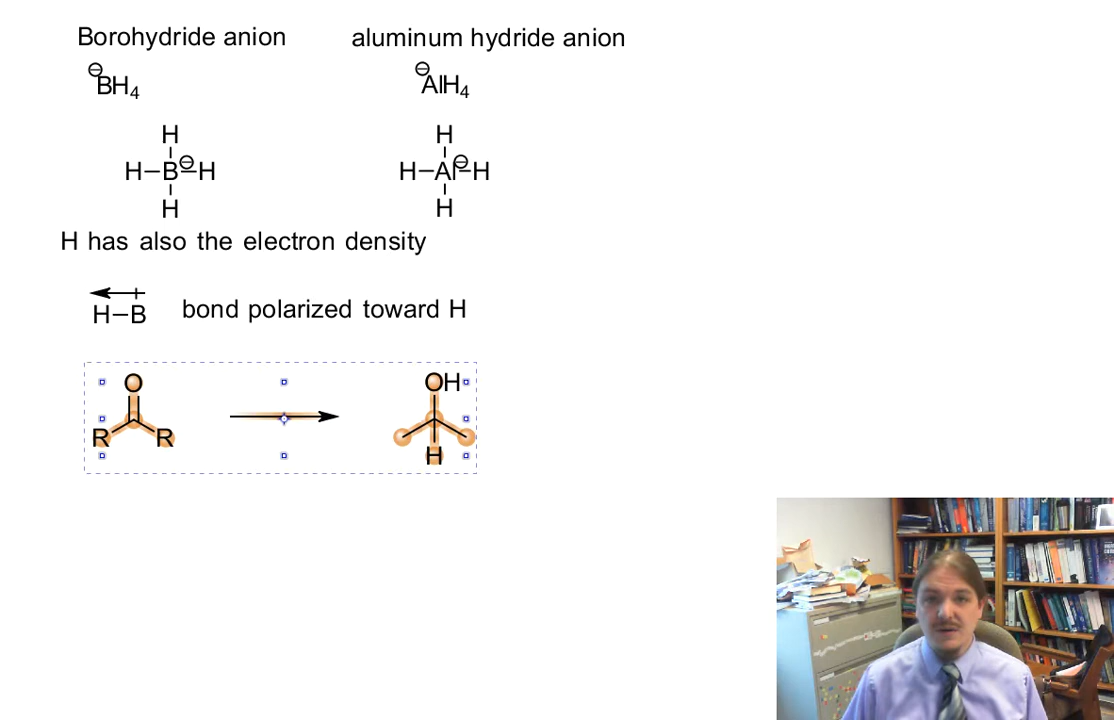 Borohydride anion aluminum hydride anion
⊖BH₄ ⊖AlH₄
H H
H–B⊖–H H–Al⊖–H
H H
H has also the electron density
H–B bond polarized toward H
O OH
R R
H